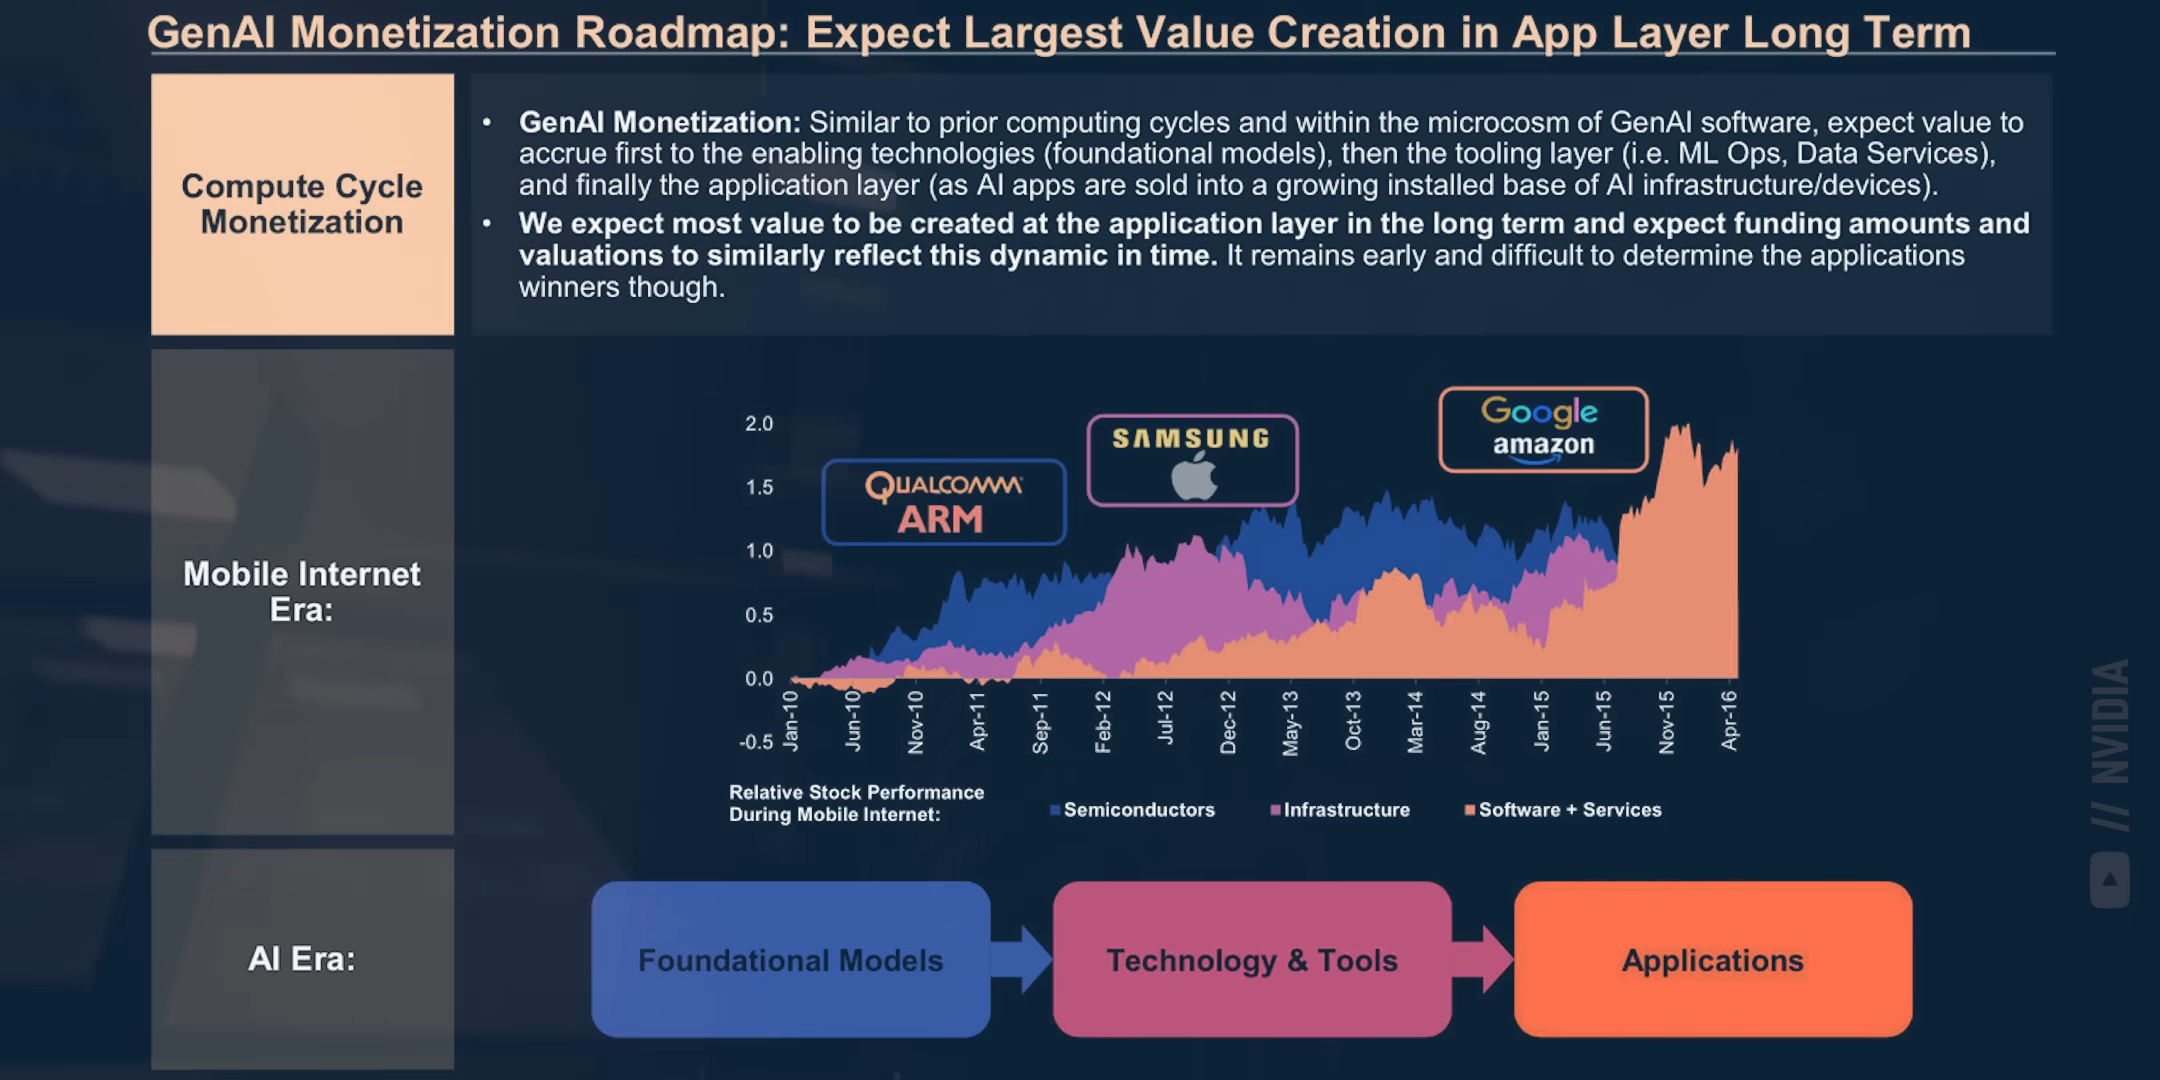 GenAI Monetization Roadmap: Expect Largest Value Creation in App Layer Long Term
Compute Cycle
Monetization
• GenAI Monetization: Similar to prior computing cycles and within the microcosm of GenAI software, expect value to
accrue first to the enabling technologies (foundational models), then the tooling layer (i.e. ML Ops, Data Services),
and finally the application layer (as AI apps are sold into a growing installed base of AI infrastructure/devices).
• We expect most value to be created at the application layer in the long term and expect funding amounts and
valuations to similarly reflect this dynamic in time. It remains early and difficult to determine the applications
winners though.
Mobile Internet
Era:
2.0
1.5
1.0
0.5
0.0
-0.5
QUALCOMM
ARM
SAMSUNG
Google
amazon
Jan-10
Jun-10
Nov-10
Apr-11
Sep-11
Feb-12
Jul-12
Dec-12
May-13
Oct-13
Mar-14
Aug-14
Jan-15
Jun-15
Nov-15
Apr-16
Relative Stock Performance
During Mobile Internet:
Semiconductors
Infrastructure
Software + Services
AI Era:
Foundational Models
Technology & Tools
Applications
// NVIDIA